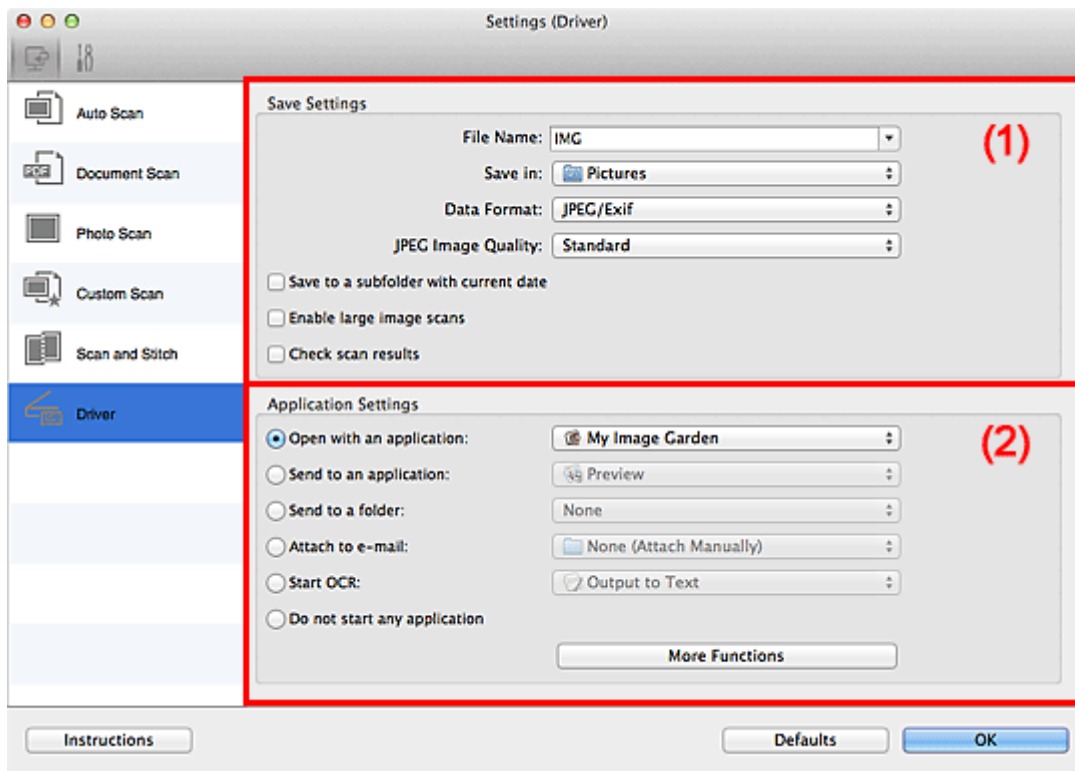 Settings (Driver)
Auto Scan
Document Scan
Photo Scan
Custom Scan
Scan and Stitch
Driver
Save Settings
(1)
File Name: IMG
Save in: Pictures
Data Format: JPEG/Exif
JPEG Image Quality: Standard
Save to a subfolder with current date
Enable large image scans
Check scan results
Application Settings
(2)
Open with an application: My Image Garden
Send to an application: Preview
Send to a folder: None
Attach to e-mail: None (Attach Manually)
Start OCR: Output to Text
Do not start any application
More Functions
Instructions
Defaults
OK